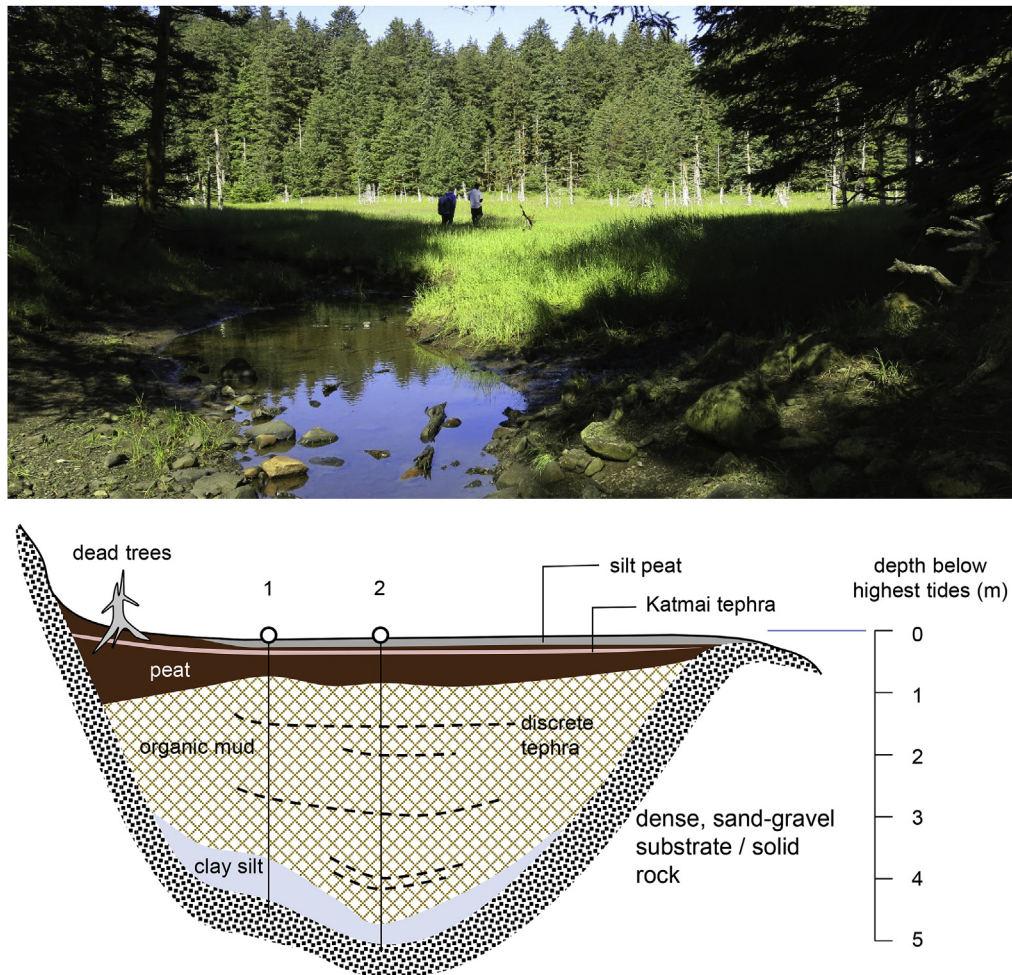 dead trees
1
2
silt peat
Katmai tephra
depth below
highest tides (m)
0
peat
1
organic mud
discrete
tephra
2
3
dense, sand-gravel
substrate / solid
rock
clay silt
4
5